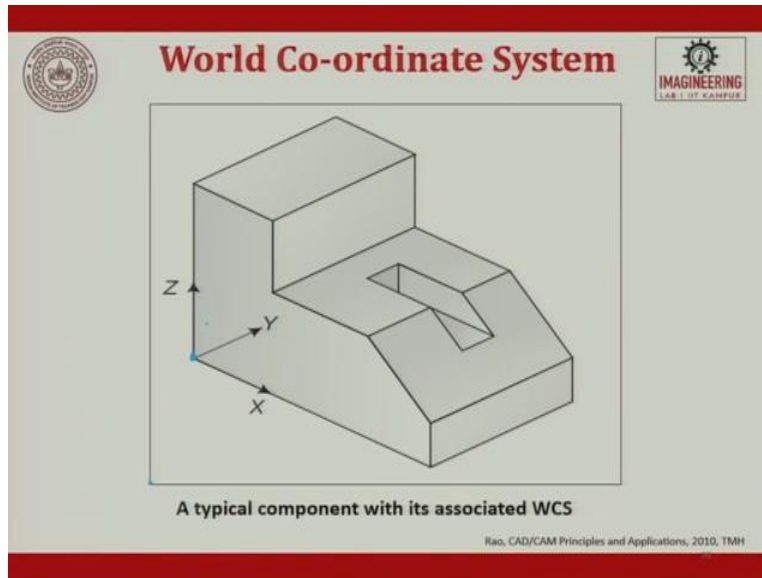 World Co-ordinate System
IMAGINEERING
LAB | IIT KANPUR
Z
Y
X
A typical component with its associated WCS
Rao, CAD/CAM Principles and Applications, 2010, TMH